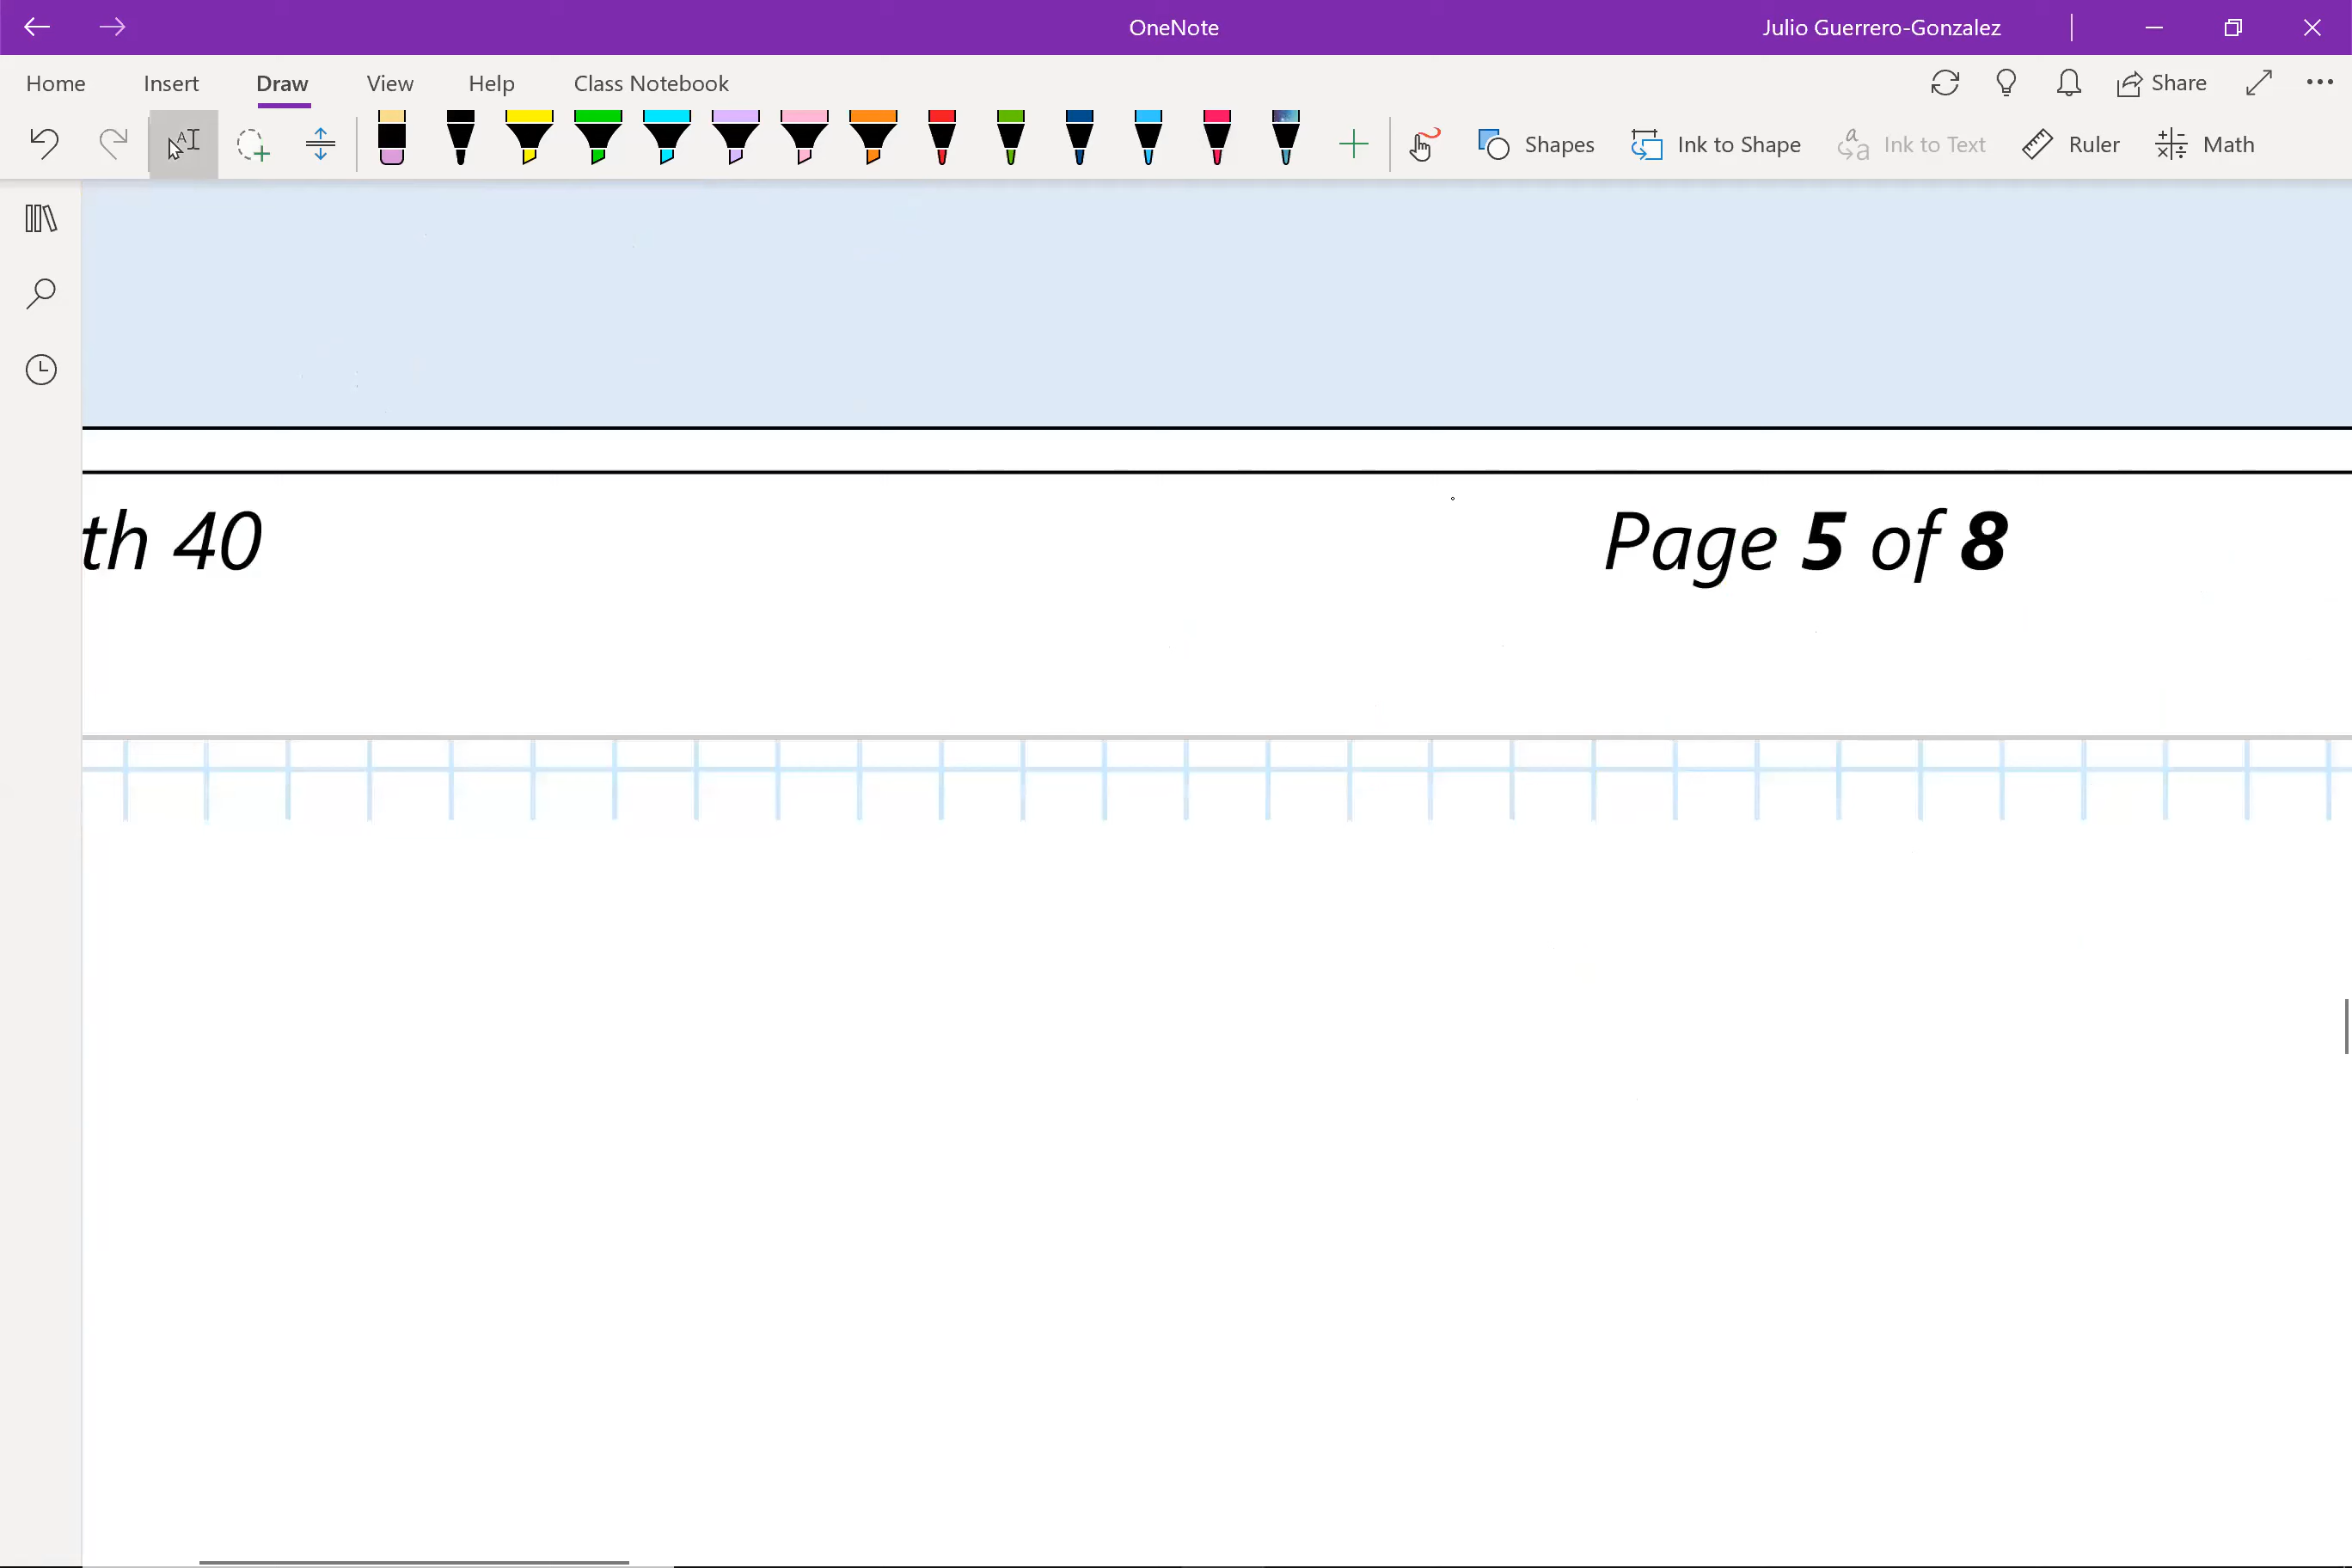 OneNote
Julio Guerrero-Gonzalez
Home Insert Draw View Help Class Notebook
Share
Shapes Ink to Shape Ink to Text Ruler Math
th 40
Page 5 of 8